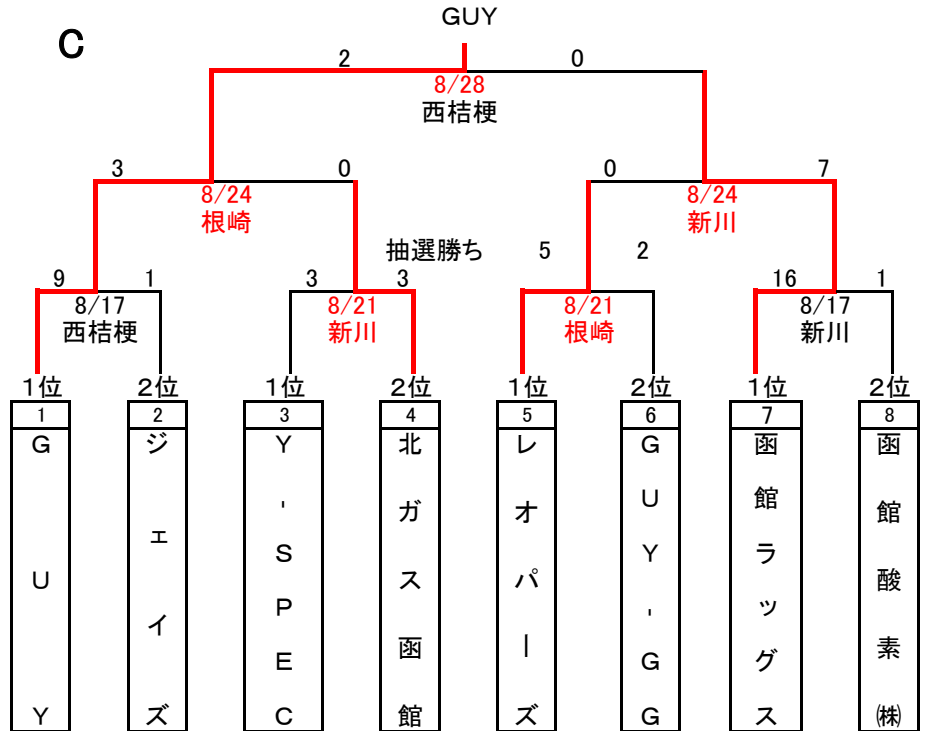 GUY
C
2 0
8/28
西桔梗
3 0 0 7
8/24 8/24
根崎 新川
抽選勝ち 5 2
9 1 3 3 16 1
8/17 8/21 8/21 8/17
西桔梗 新川 根崎 新川
1位 2位 1位 2位 1位 2位 1位 2位
1 2 3 4 5 6 7 8
GUY
ジェイズ
Y'SPEC
北ガス函館
レオパーズ
GUY'GG
函館ラッグス
函館酸素㈱